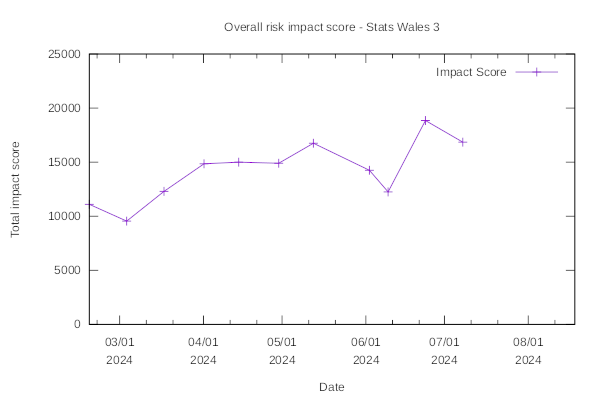 Overall risk impact score - Stats Wales 3
Impact Score
25000
20000
15000
10000
5000
0
Total impact score
03/01 04/01 05/01 06/01 07/01 08/01
2024 2024 2024 2024 2024 2024
Date